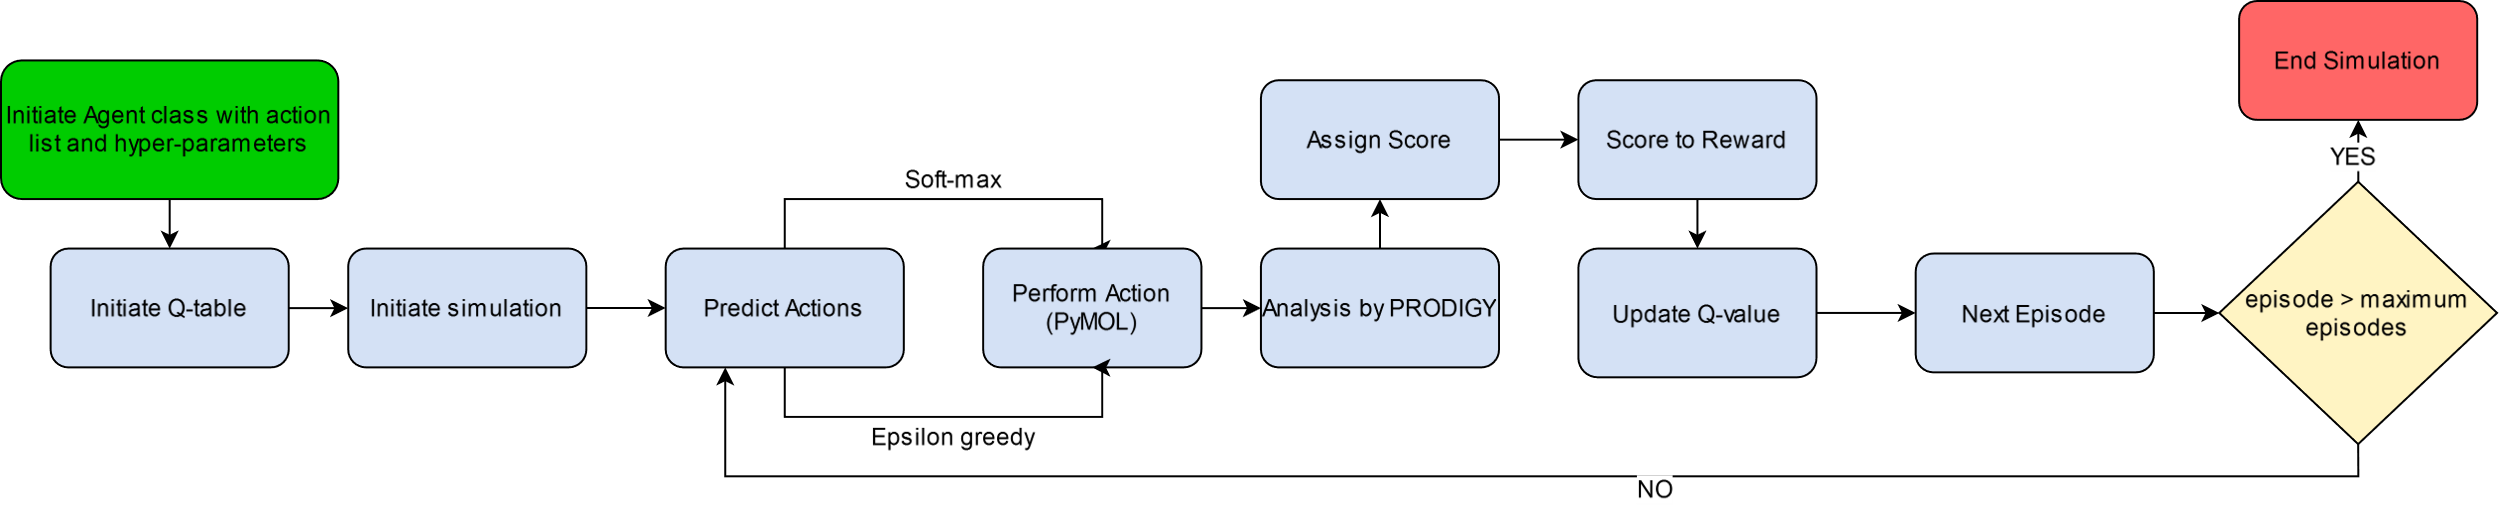 Initiate Agent class with action
list and hyper-parameters
Initiate Q-table
Initiate simulation
Predict Actions
Soft-max
Epsilon greedy
Perform Action
(PyMOL)
Analysis by PRODIGY
Assign Score
Score to Reward
Update Q-value
Next Episode
episode > maximum
episodes
YES
End Simulation
NO